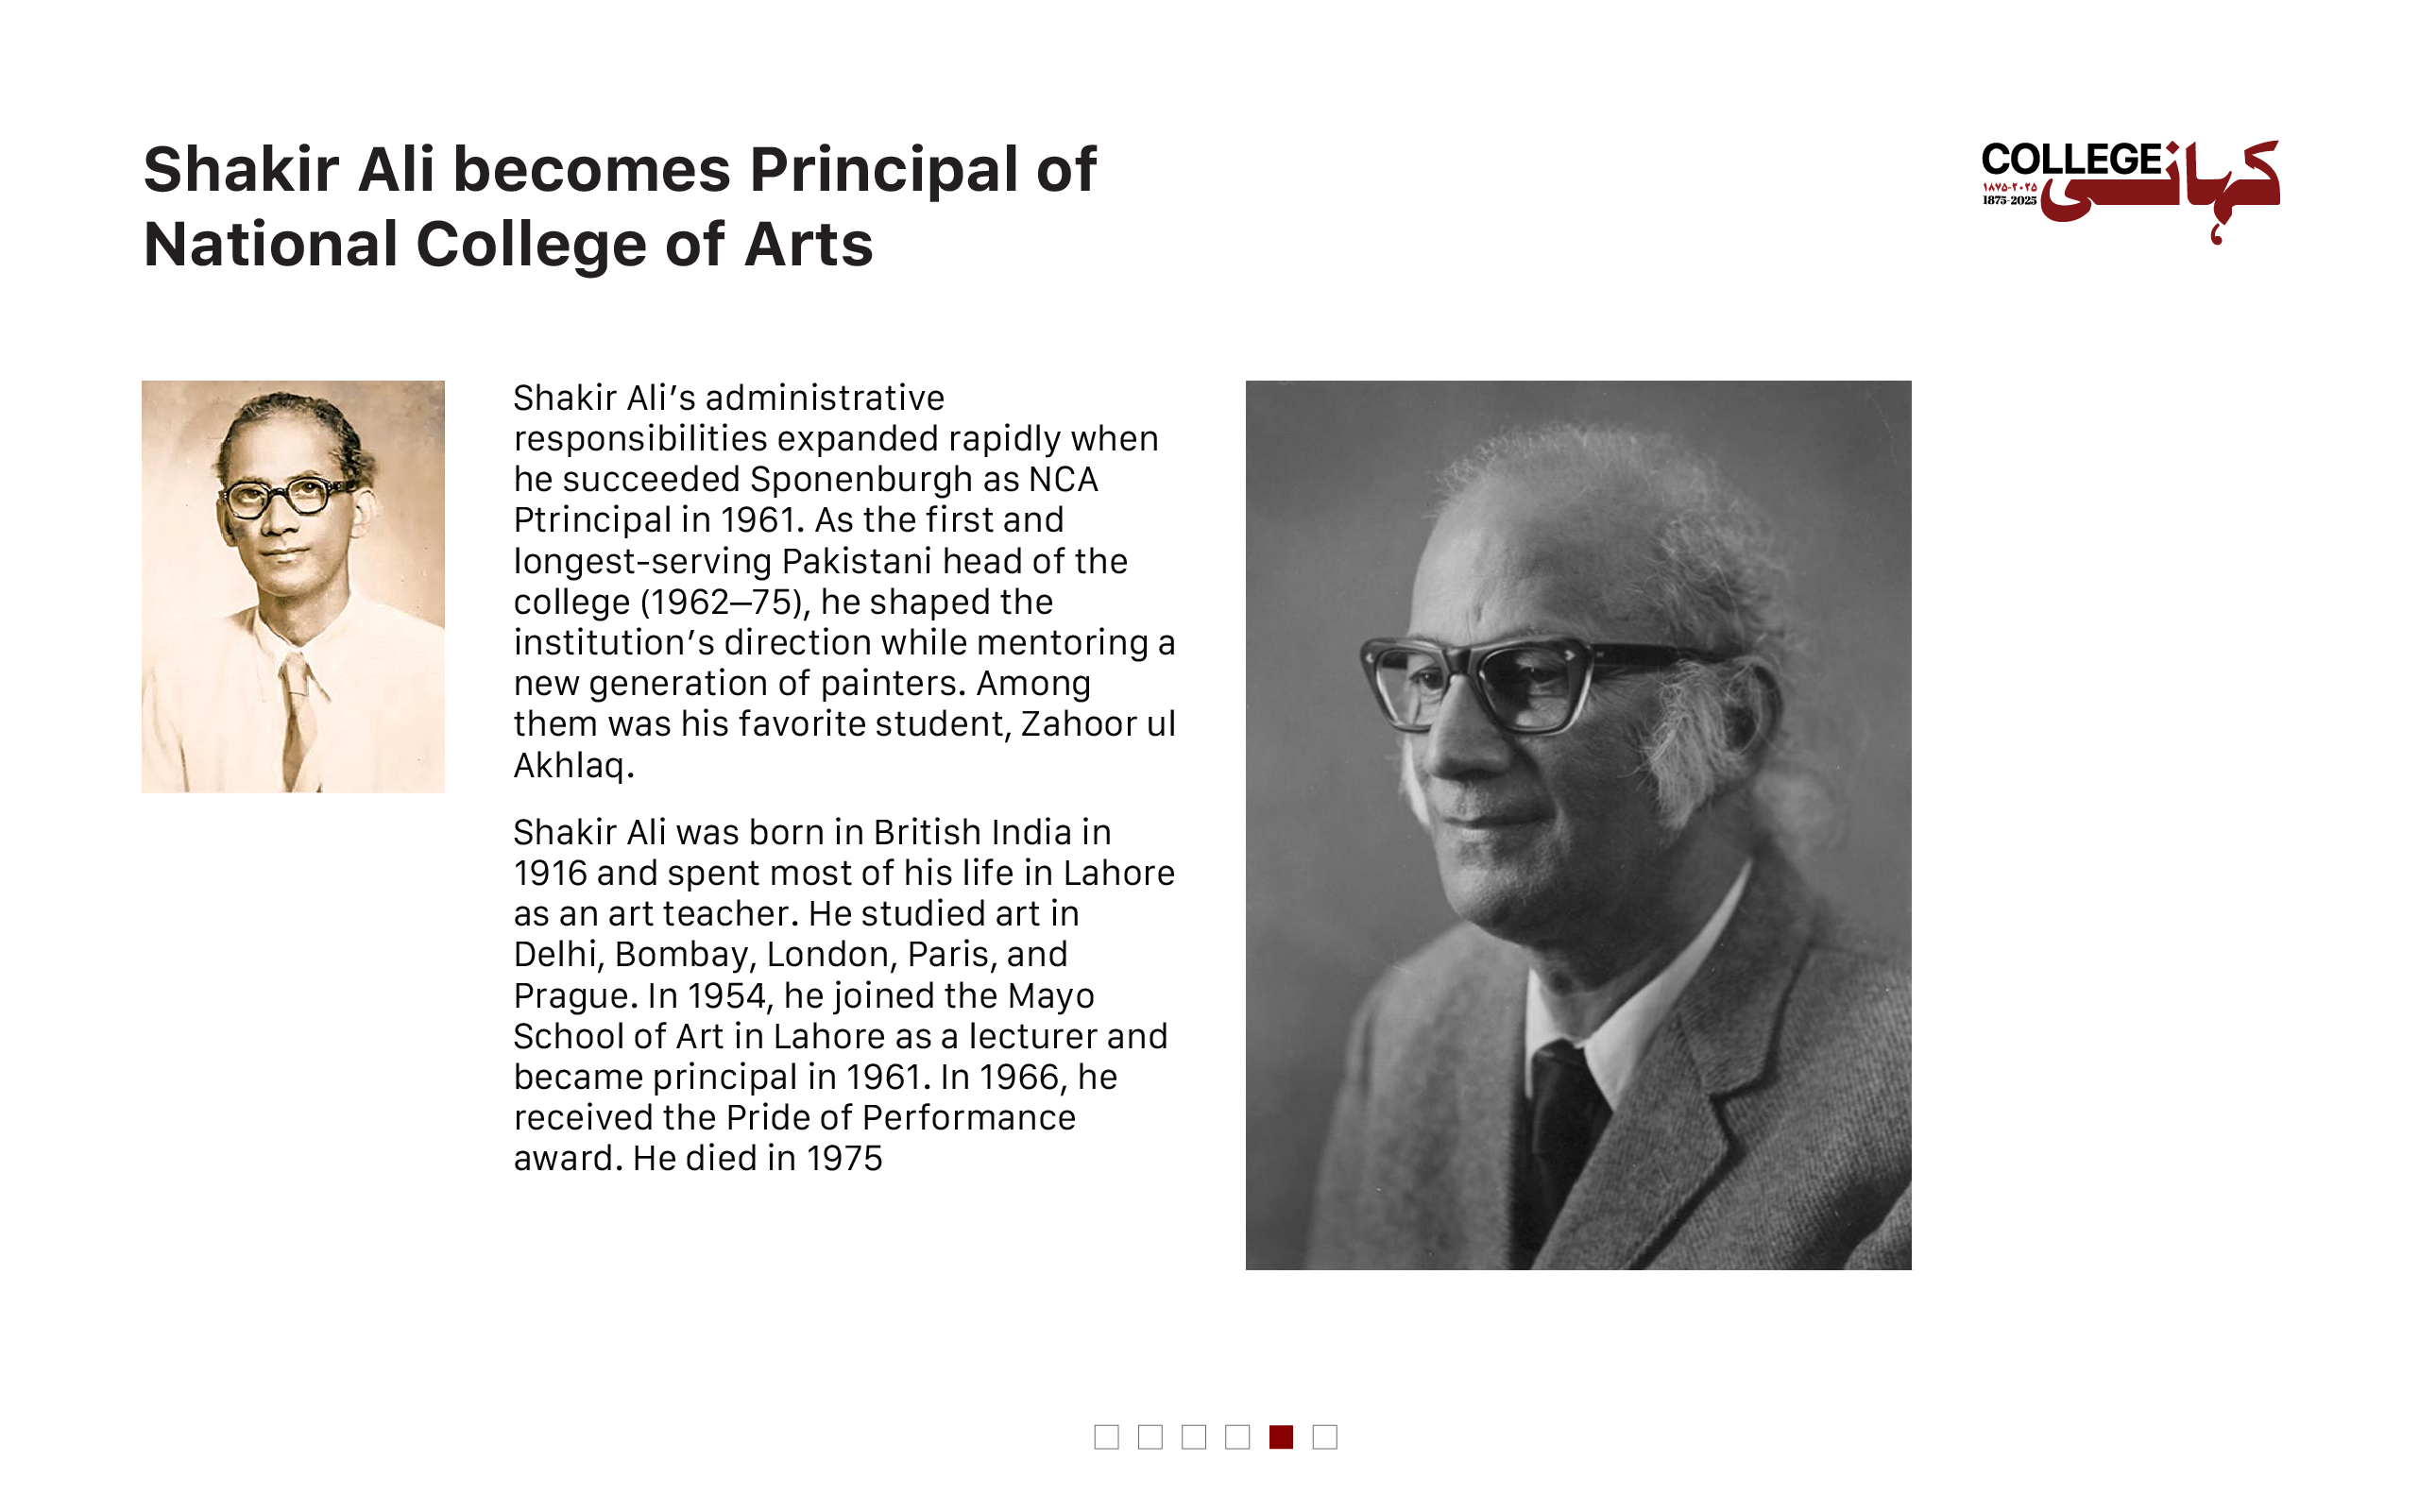 Shakir Ali becomes Principal of
National College of Arts
COLLEGE کہانی
۱۸۷۵-۲۰۲۵
1875-2025
Shakir Ali’s administrative
responsibilities expanded rapidly when
he succeeded Sponenburgh as NCA
Ptrincipal in 1961. As the first and
longest-serving Pakistani head of the
college (1962–75), he shaped the
institution’s direction while mentoring a
new generation of painters. Among
them was his favorite student, Zahoor ul
Akhlaq.
Shakir Ali was born in British India in
1916 and spent most of his life in Lahore
as an art teacher. He studied art in
Delhi, Bombay, London, Paris, and
Prague. In 1954, he joined the Mayo
School of Art in Lahore as a lecturer and
became principal in 1961. In 1966, he
received the Pride of Performance
award. He died in 1975